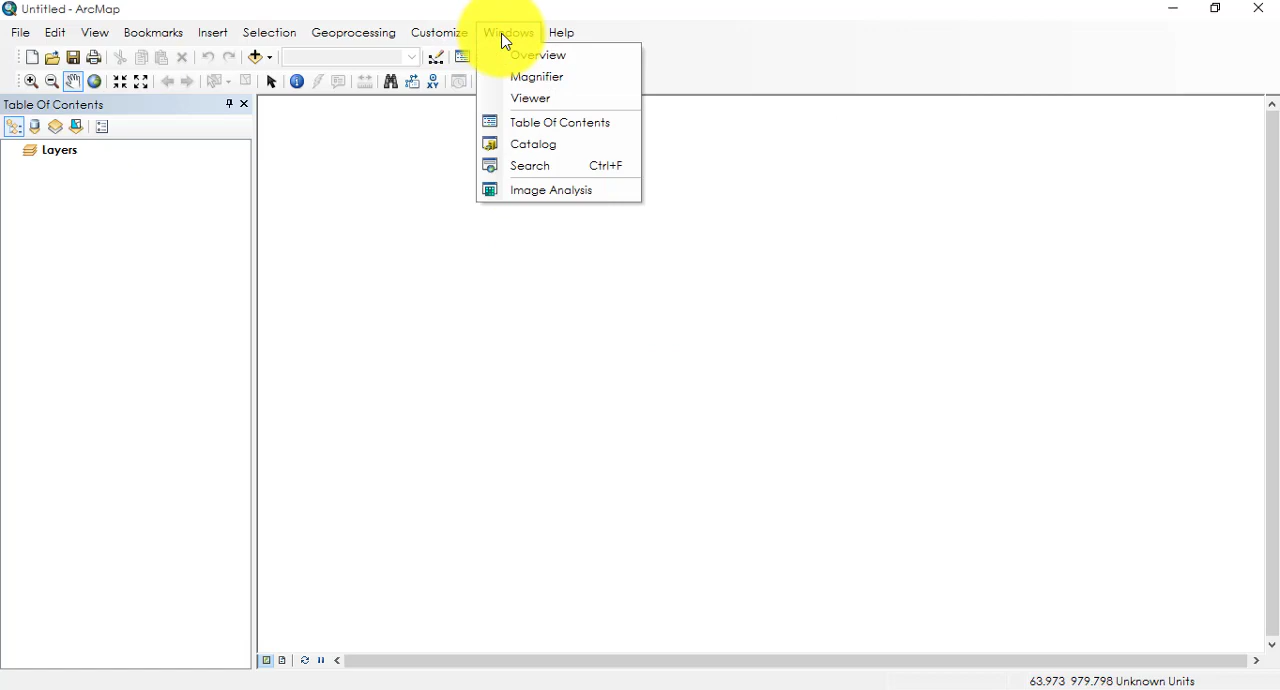 Untitled - ArcMap
File Edit View Bookmarks Insert Selection Geoprocessing Customize Windows Help
Overview
Magnifier
Viewer
Table Of Contents
Catalog
Search Ctrl+F
Image Analysis
Table Of Contents
Layers
63.973 979.798 Unknown Units